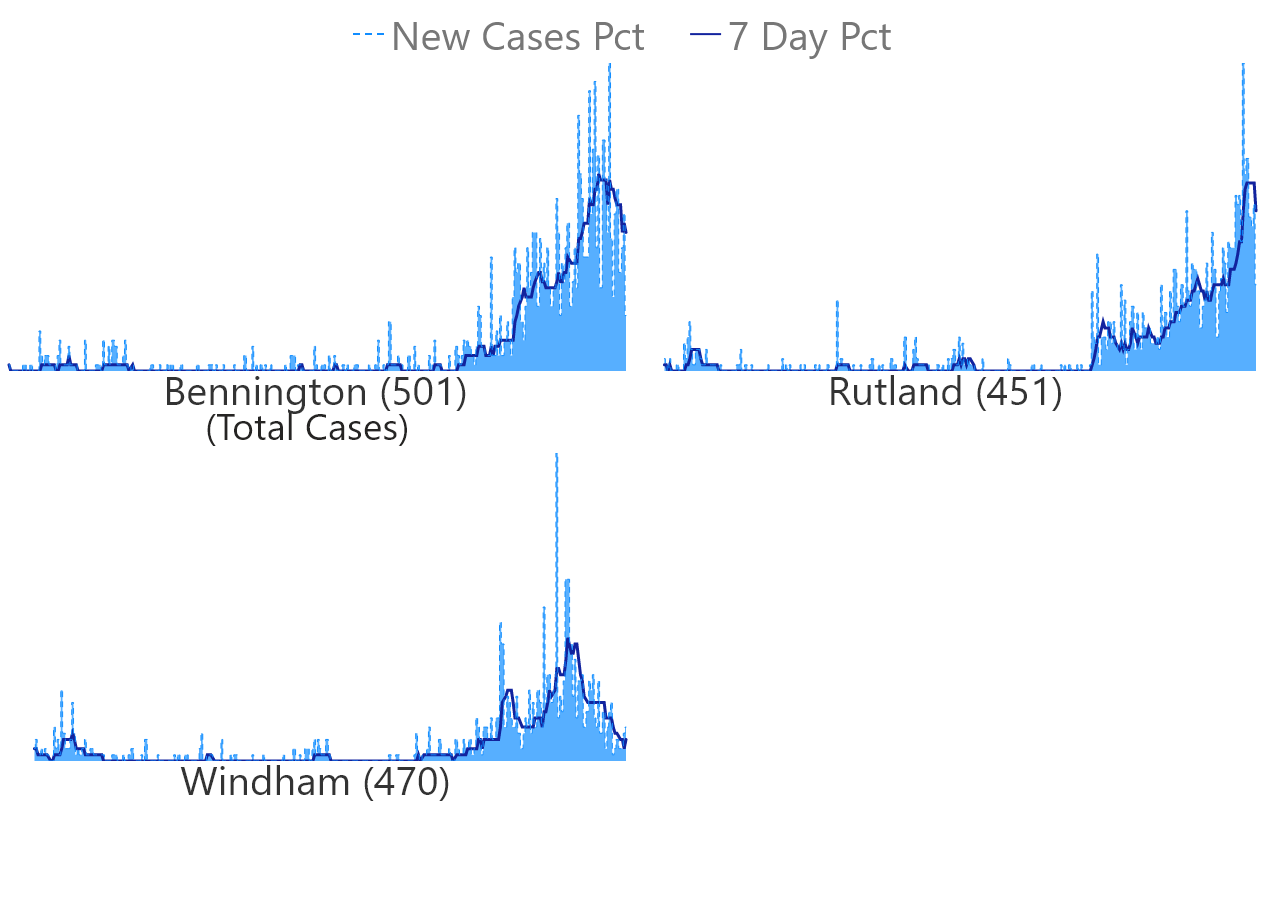 New Cases Pct 7 Day Pct
Bennington (501) Rutland (451)
(Total Cases)
Windham (470)